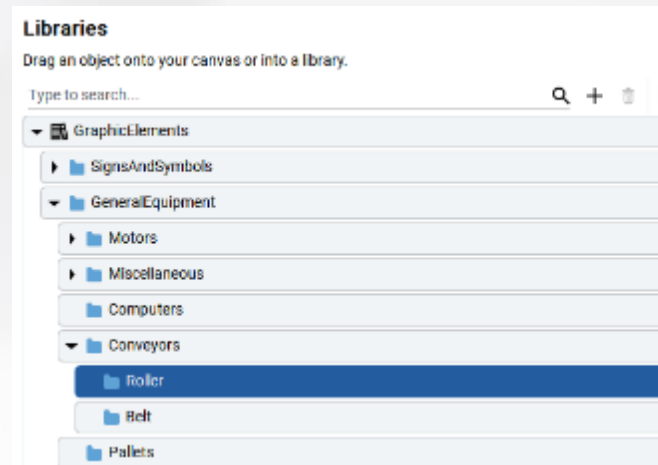 Libraries
Drag an object onto your canvas or into a library.
Type to search...
GraphicElements
SignsAndSymbols
GeneralEquipment
Motors
Miscellaneous
Computers
Conveyors
Roller
Belt
Pallets